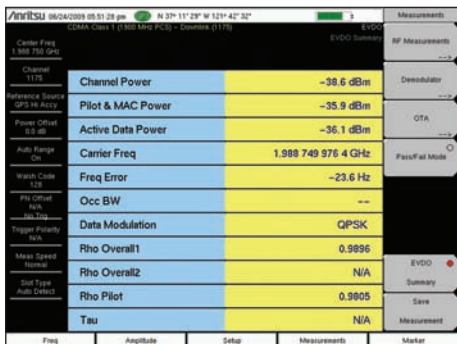 /inritsu 06/24/2009 05:51:28 pm N 37° 11' 29" W 121° 42' 32"
CDMA Class 1 (1900 MHz PCS) - Downlink (1175)
EVDO
EVDO Summary
Center Freq
1.988 750 GHz
Channel
1175
Reference Source
GPS Hi Accy
Power Offset
0.0 dB
Auto Range
On
Walsh Code
128
PN Offset
N/A
No Trig
Trigger Polarity
N/A
Meas Speed
Normal
Slot Type
Auto Detect
Channel Power -38.6 dBm
Pilot & MAC Power -35.9 dBm
Active Data Power -36.1 dBm
Carrier Freq 1.988 749 976 4 GHz
Freq Error -23.6 Hz
Occ BW --
Data Modulation QPSK
Rho Overall1 0.9896
Rho Overall2 N/A
Rho Pilot 0.9805
Tau N/A
Measurements
RF Measurements
-->
Demodulator
-->
OTA
-->
Pass/Fail Mode
EVDO
Summary
Save
Measurement
Freq Amplitude Setup Measurements Marker